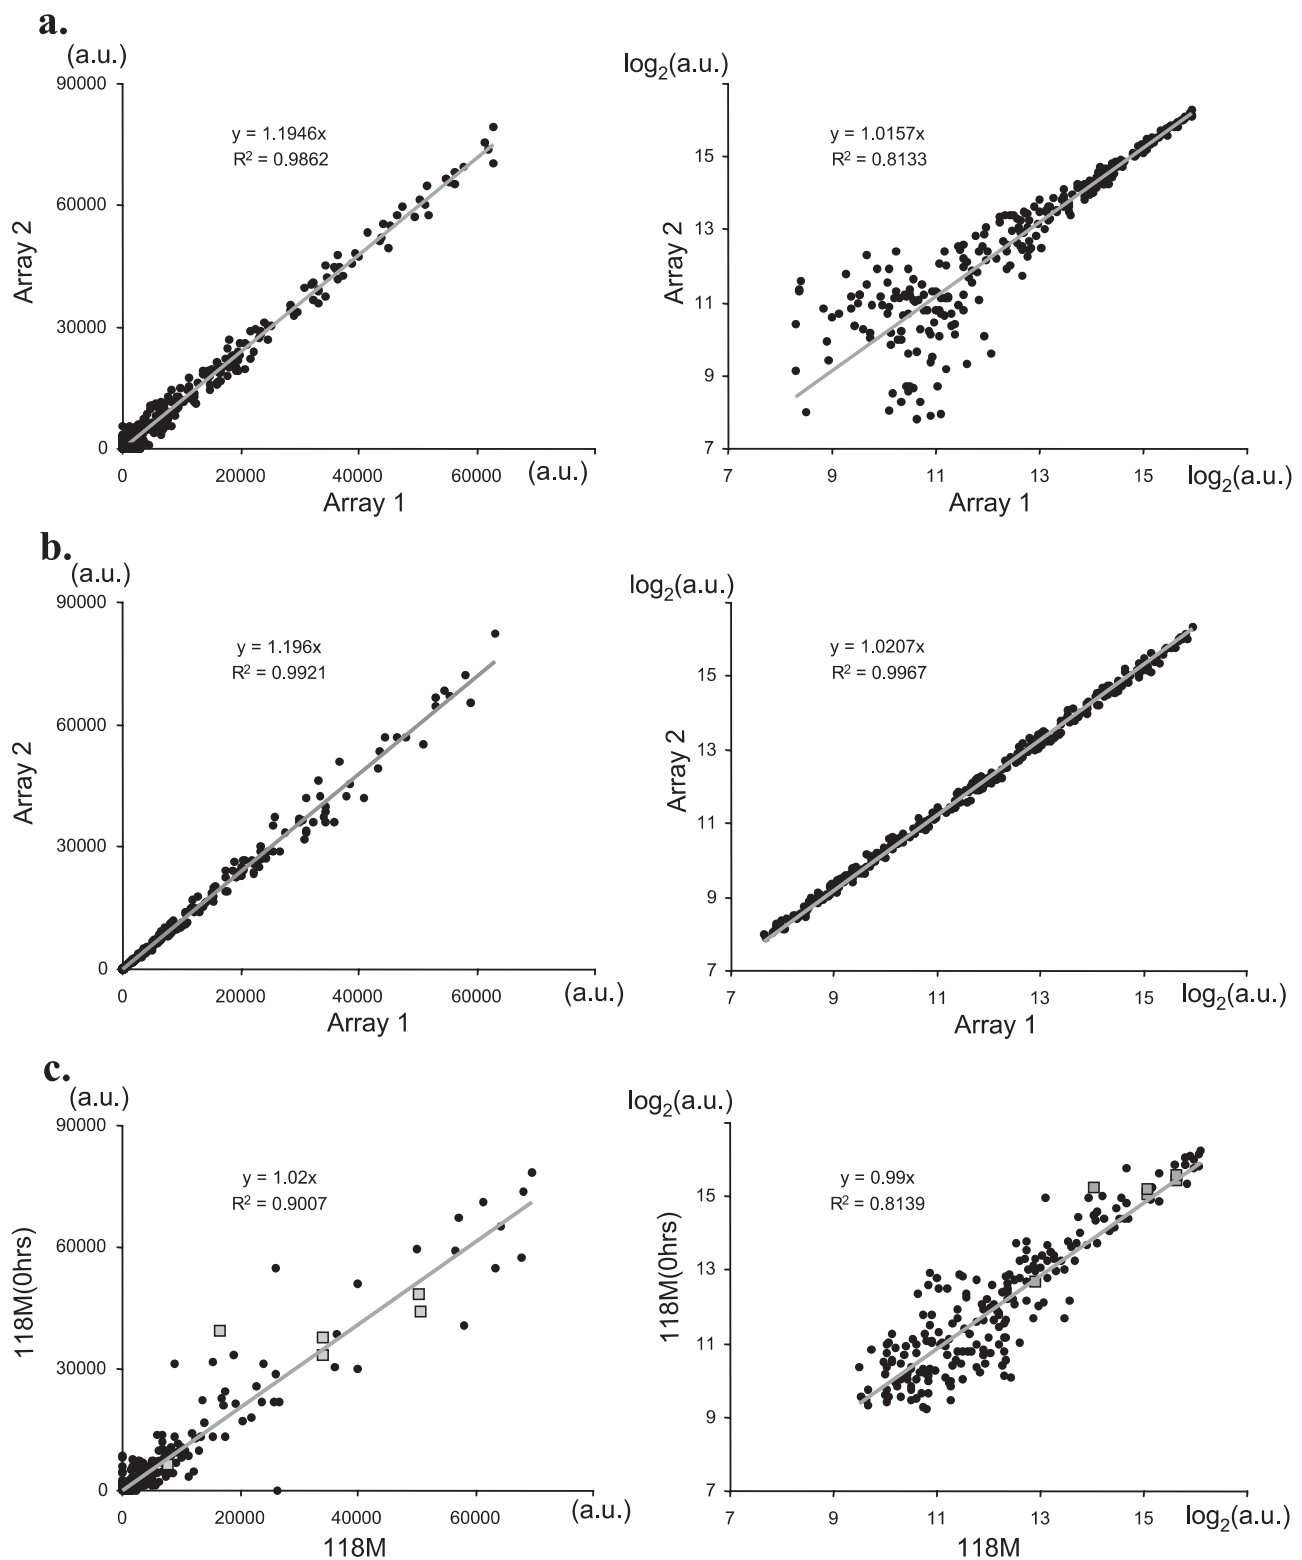 a.
(a.u.)
90000
60000
30000
0
Array 2
y = 1.1946x
R² = 0.9862
0 20000 40000 60000 (a.u.)
Array 1
log₂(a.u.)
15
13
11
9
7
Array 2
y = 1.0157x
R² = 0.8133
7 9 11 13 15 log₂(a.u.)
Array 1
b.
(a.u.)
90000
60000
30000
0
Array 2
y = 1.196x
R² = 0.9921
0 20000 40000 60000 (a.u.)
Array 1
log₂(a.u.)
15
13
11
9
7
Array 2
y = 1.0207x
R² = 0.9967
7 9 11 13 15 log₂(a.u.)
Array 1
c.
(a.u.)
90000
60000
30000
0
118M(0hrs)
y = 1.02x
R² = 0.9007
0 20000 40000 60000 (a.u.)
118M
log₂(a.u.)
15
13
11
9
7
118M(0hrs)
y = 0.99x
R² = 0.8139
7 9 11 13 15 log₂(a.u.)
118M